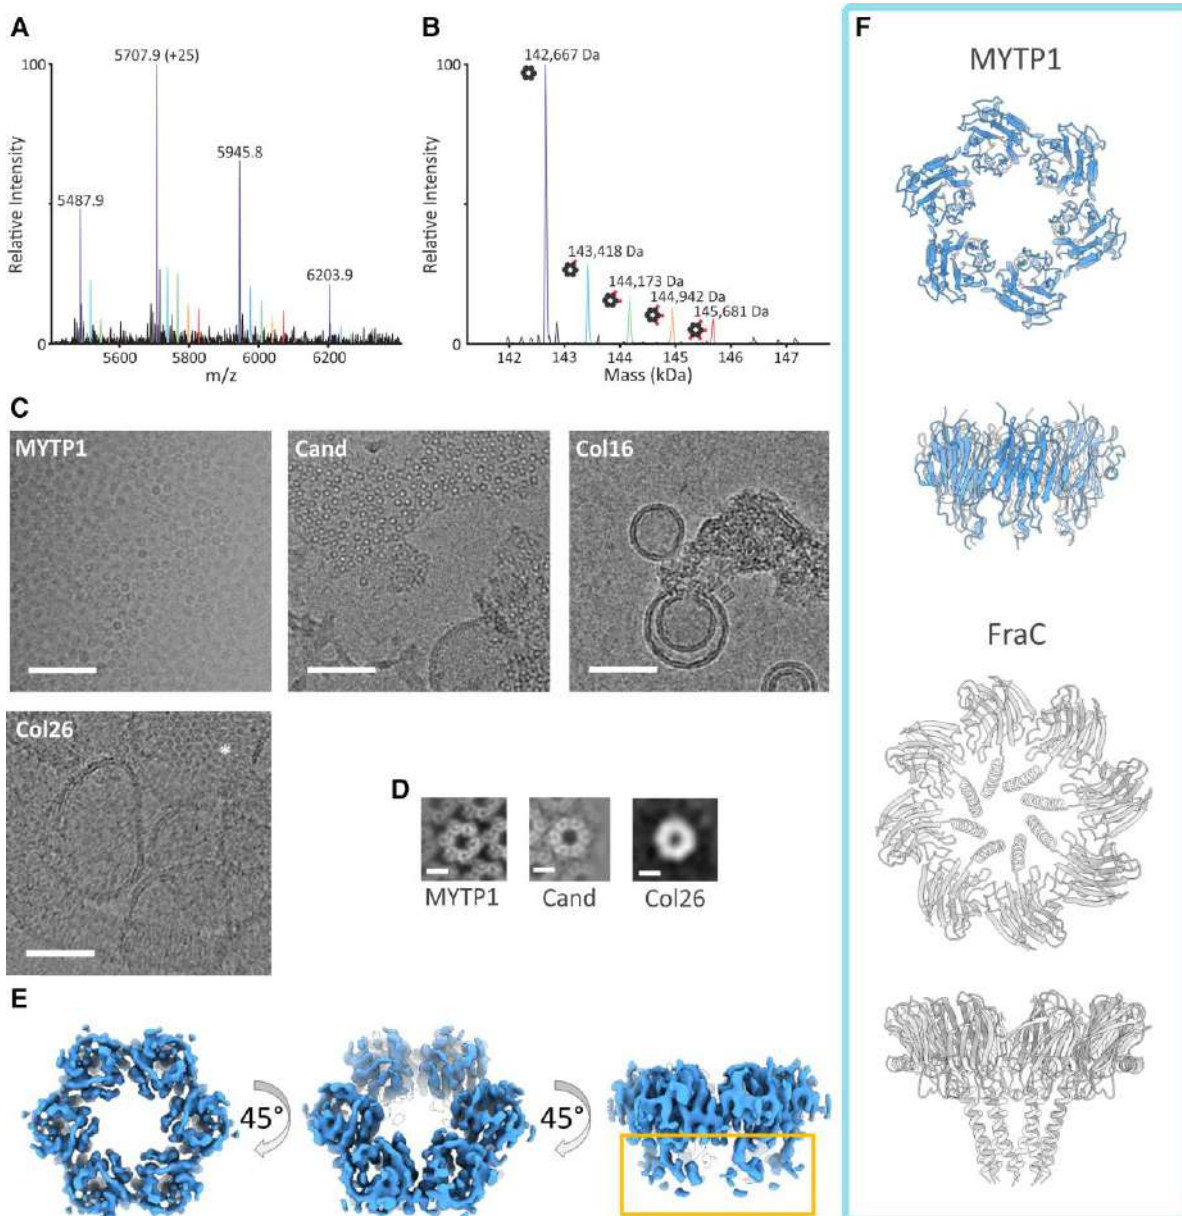 A
5707.9 (+25)
100
5945.8
5487.9
6203.9
0
5600
5800
6000
6200
m/z
Relative Intensity
B
142,667 Da
100
143,418 Da
144,173 Da
144,942 Da
145,681 Da
0
142
143
144
145
146
147
Mass (kDa)
Relative Intensity
C
MYTP1
Cand
Col16
Col26
*
D
MYTP1
Cand
Col26
E
45°
45°
F
MYTP1
FraC